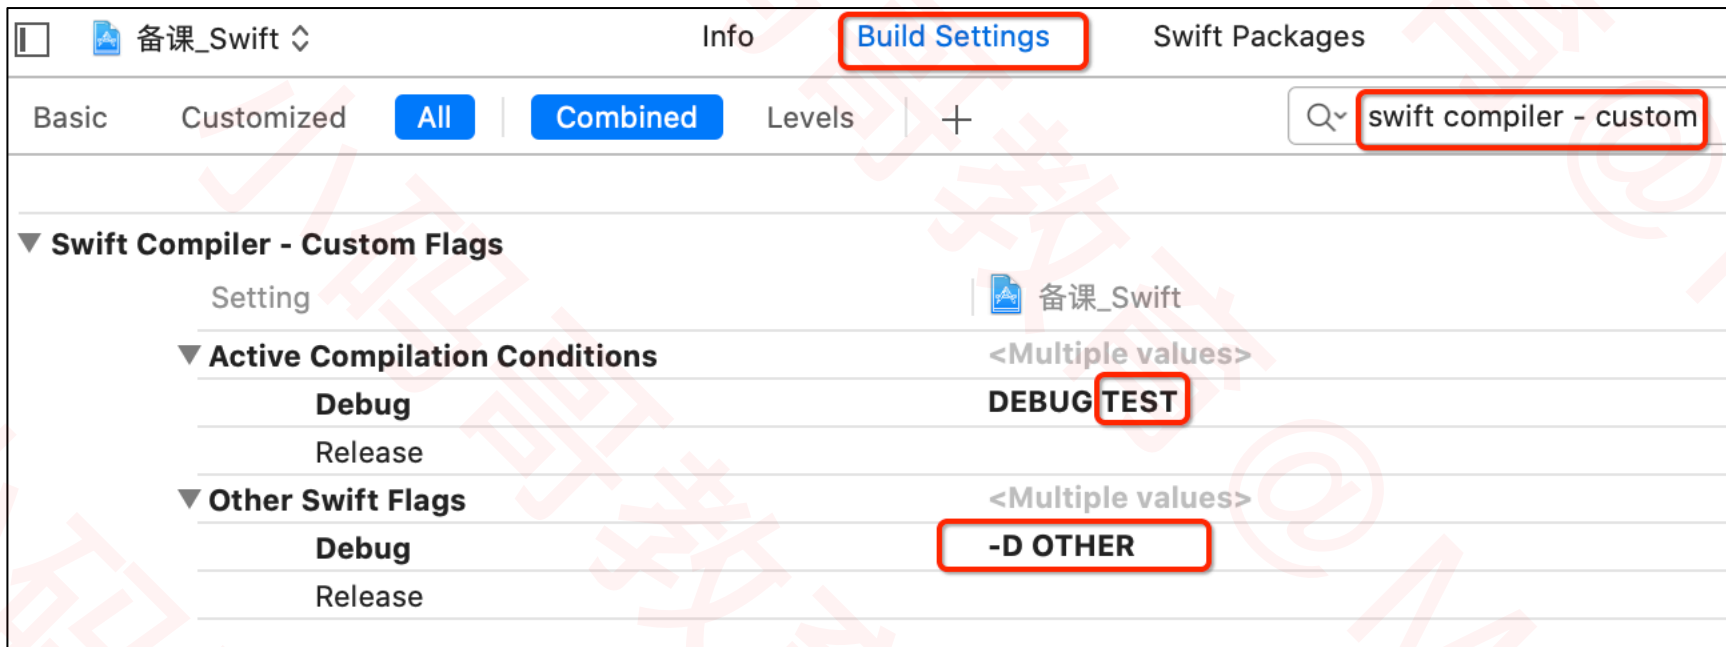 备课_Swift
Info
Build Settings
Swift Packages
Basic
Customized
All
Combined
Levels
swift compiler - custom
Swift Compiler - Custom Flags
Setting
备课_Swift
Active Compilation Conditions
<Multiple values>
Debug
DEBUG TEST
Release
Other Swift Flags
<Multiple values>
Debug
-D OTHER
Release